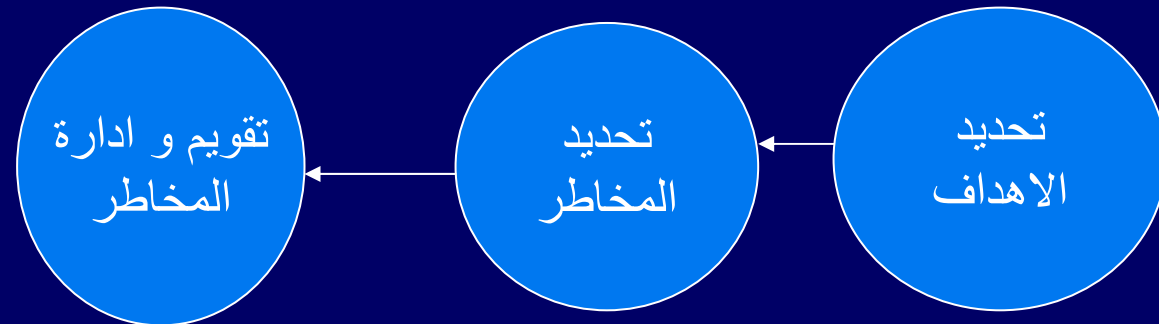 تحديد
الاهداف
تحديد
المخاطر
تقويم و ادارة
المخاطر